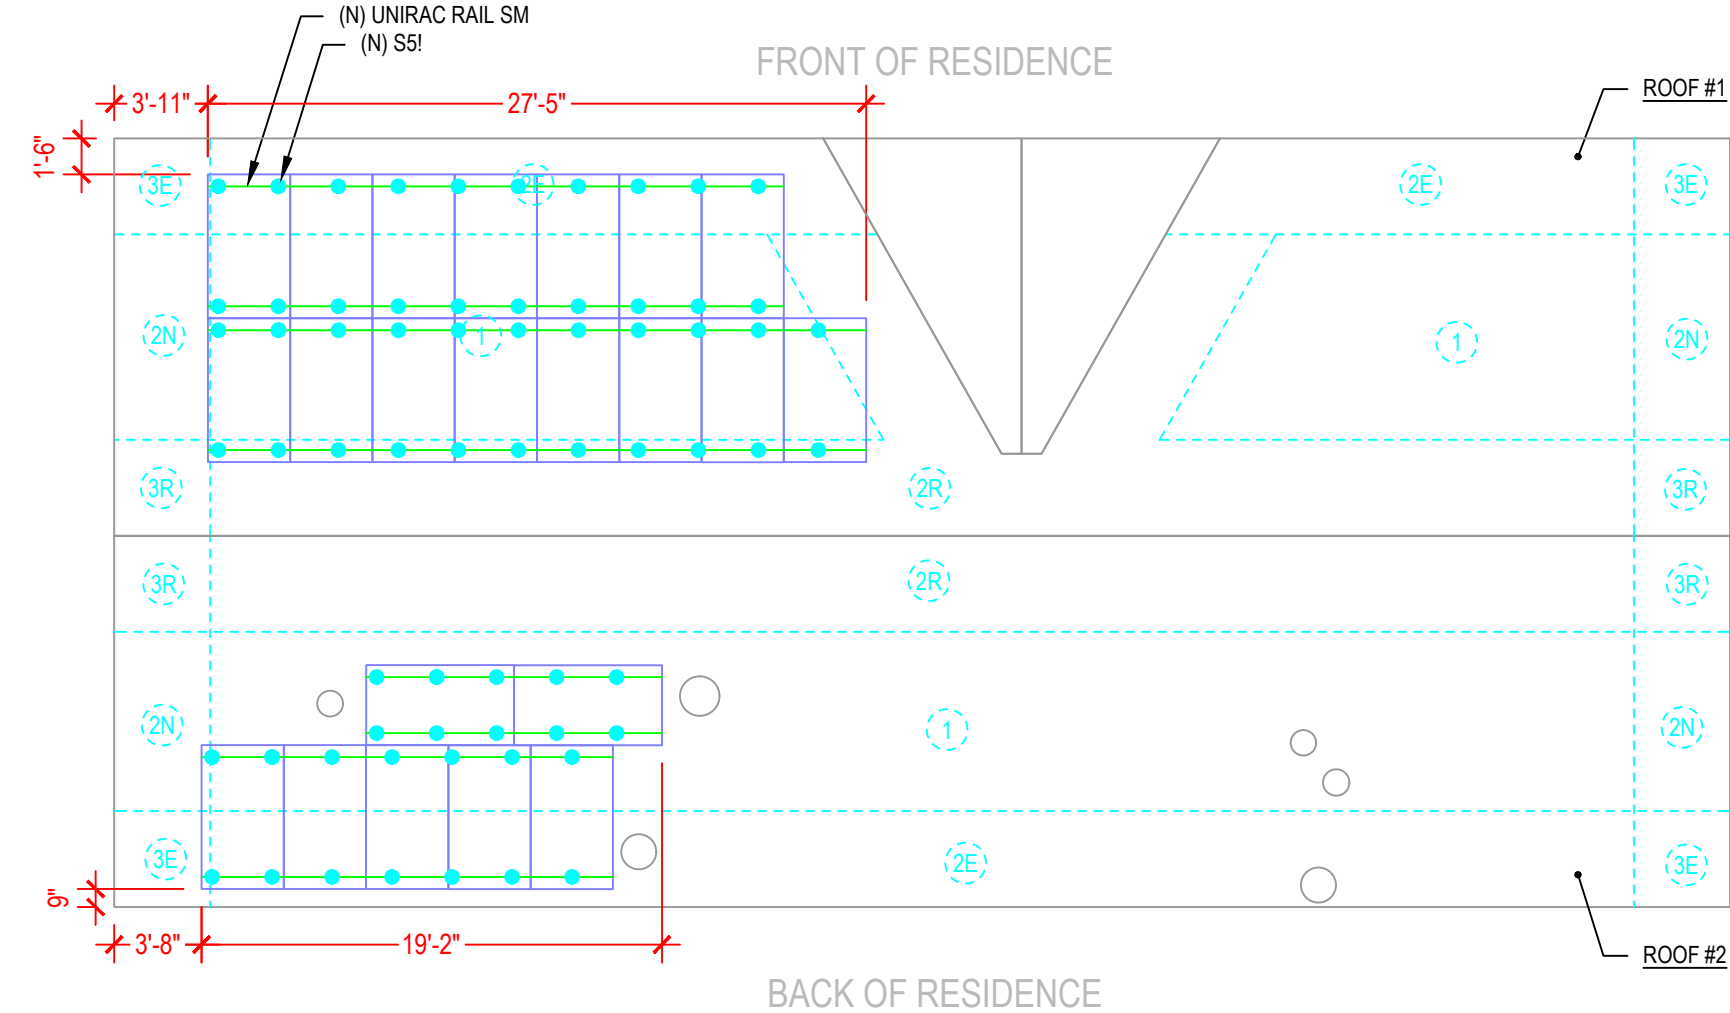 (N) UNIRAC RAIL SM
(N) S5!
FRONT OF RESIDENCE
ROOF #1
3'-11"
27'-5"
1'-6"
3E
2E
2E
3E
2N
1
1
2N
3R
2R
3R
3R
2R
3R
2N
1
2N
3E
2E
3E
9"
3'-8"
19'-2"
ROOF #2
BACK OF RESIDENCE